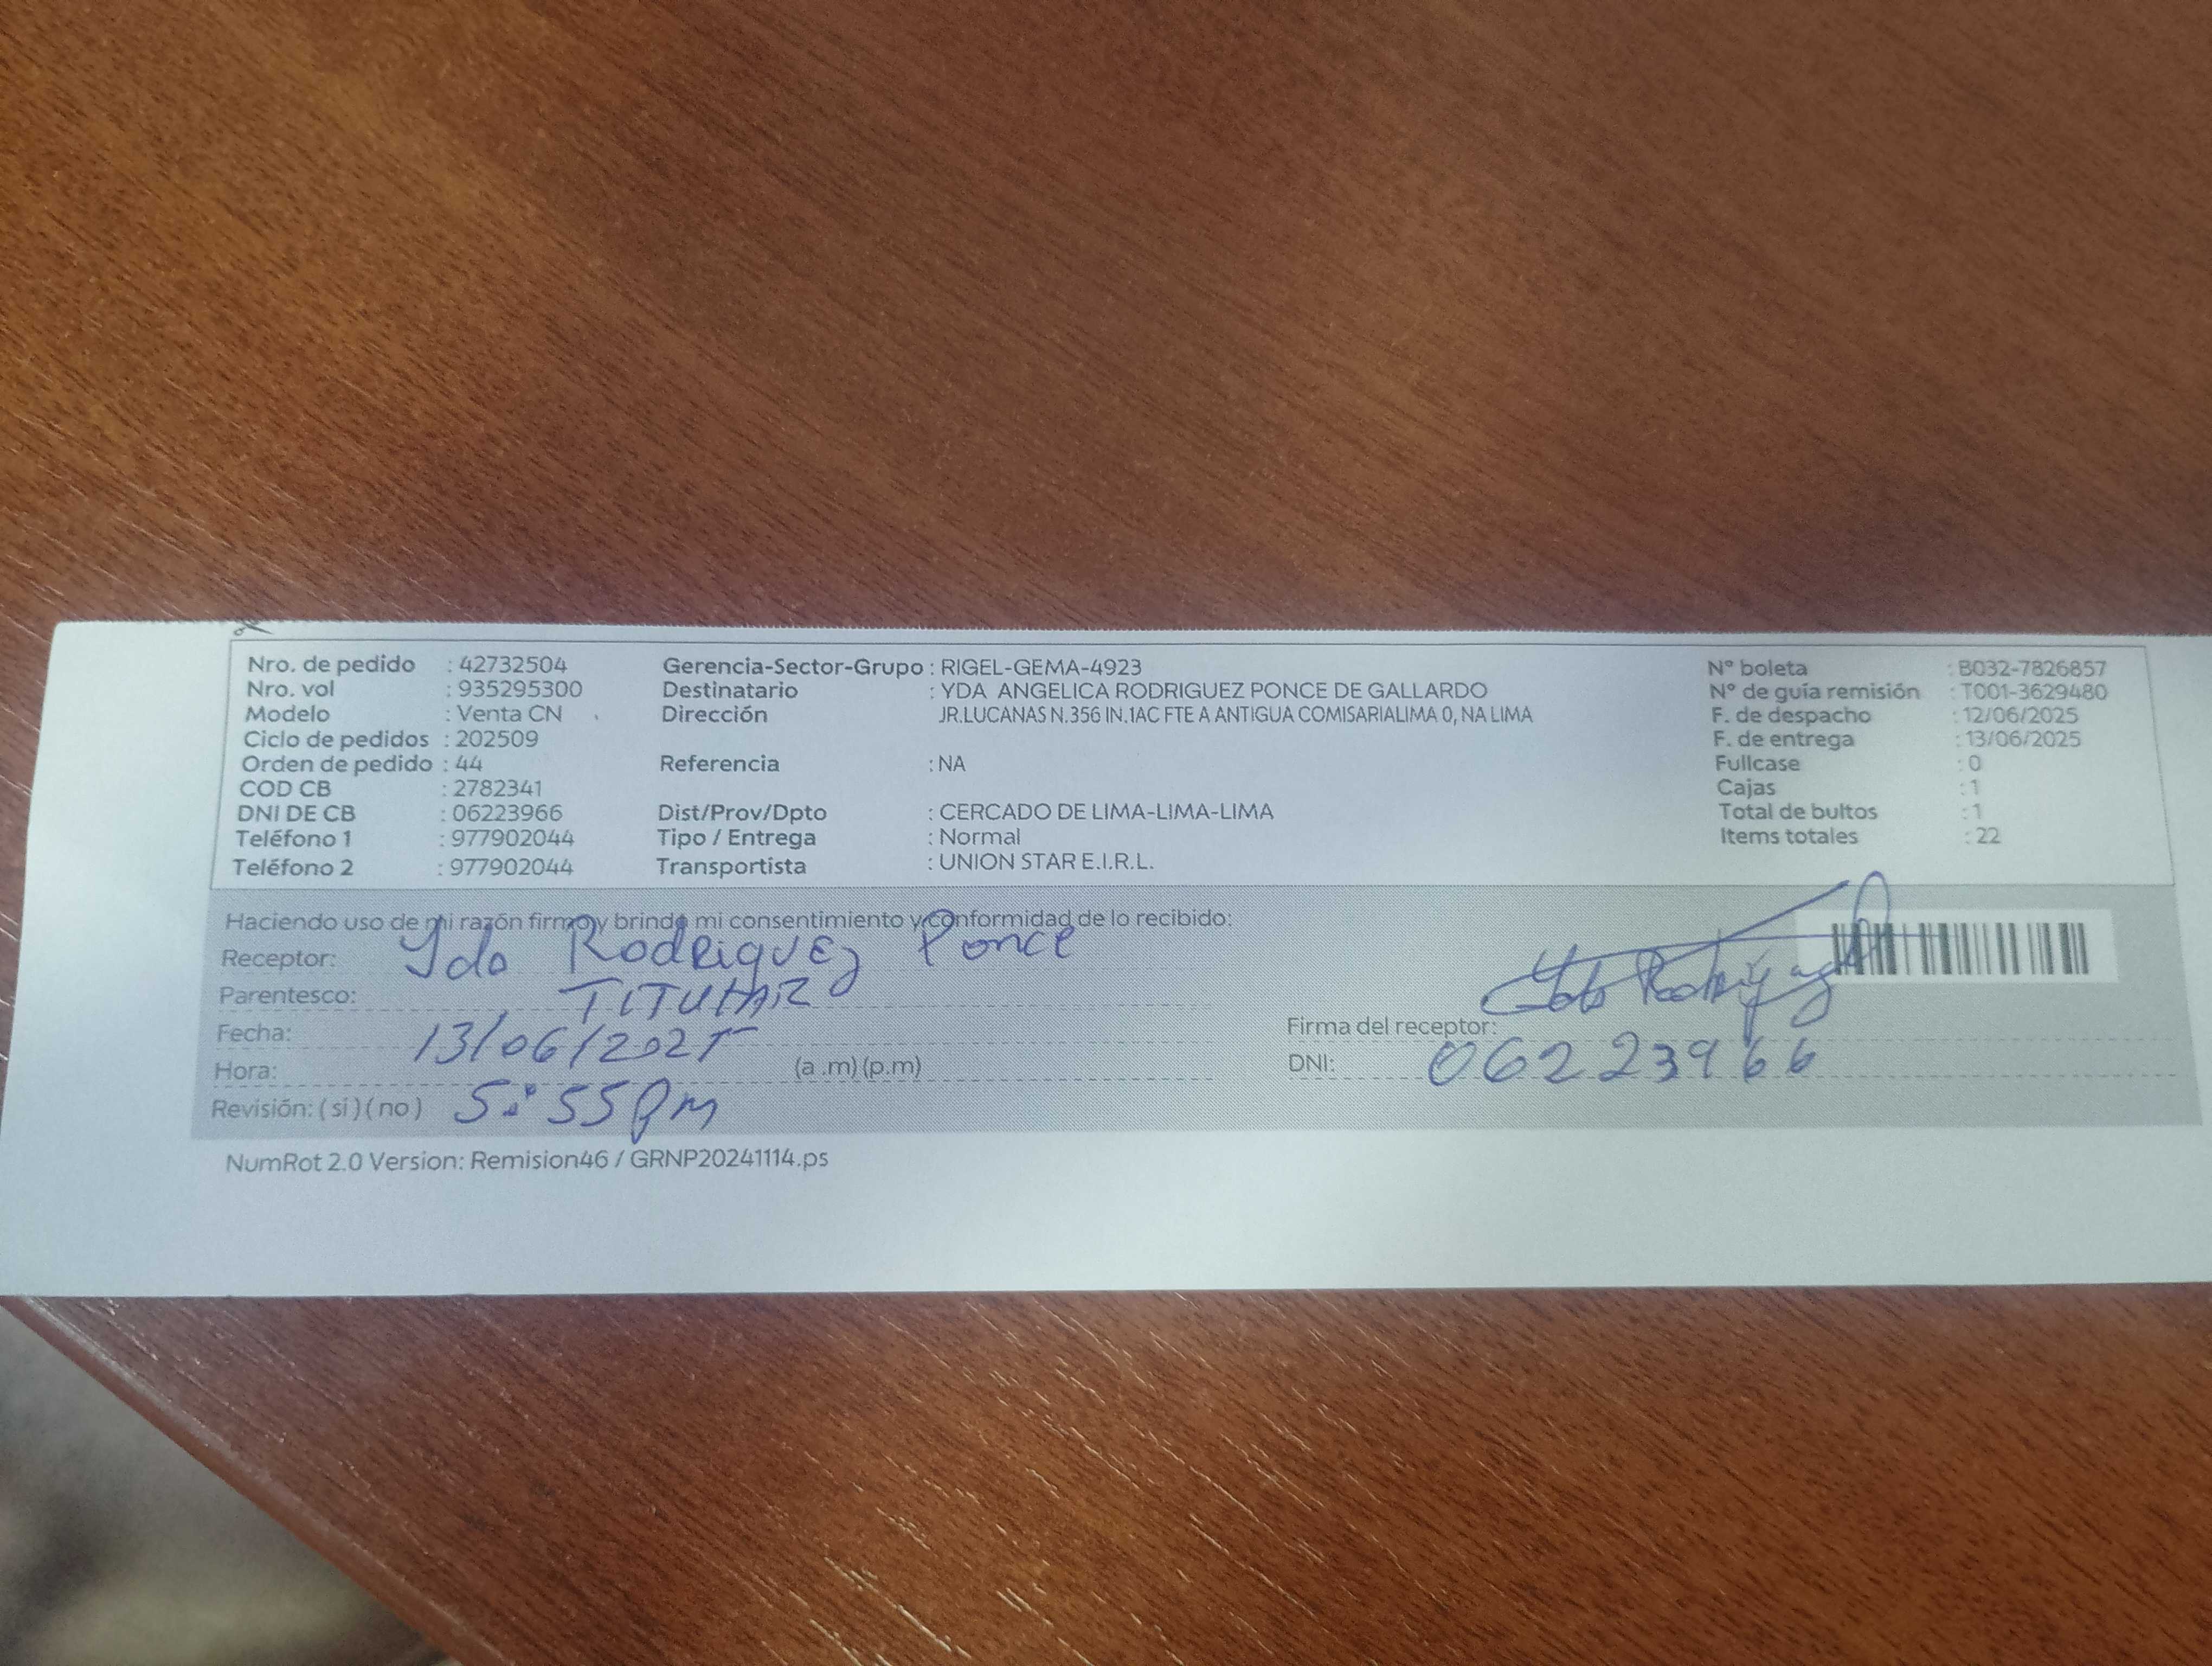 Nro. de pedido : 42732504 Gerencia-Sector-Grupo : RIGEL-GEMA-4923 N° boleta : B032-7826857
Nro. vol : 935295300 Destinatario : YDA ANGELICA RODRIGUEZ PONCE DE GALLARDO N° de guía remisión : T001-3629480
Modelo : Venta CN Dirección JR.LUCANAS N.356 IN.1AC FTE A ANTIGUA COMISARIALIMA 0, NA LIMA F. de despacho : 12/06/2025
Ciclo de pedidos : 202509 F. de entrega : 13/06/2025
Orden de pedido : 44 Referencia : NA Fullcase : 0
COD CB : 2782341 Cajas : 1
DNI DE CB : 06223966 Dist/Prov/Dpto : CERCADO DE LIMA-LIMA-LIMA Total de bultos : 1
Teléfono 1 : 977902044 Tipo / Entrega : Normal Items totales : 22
Teléfono 2 : 977902044 Transportista : UNION STAR E.I.R.L.
Haciendo uso de mi razón firmo y brindo mi consentimiento y conformidad de lo recibido:
Receptor: Yda Rodriguez Ponce
Parentesco: TITULAR
Fecha: 13/06/2025 Firma del receptor: Yda Rodriguez
Hora: (a .m) (p.m) DNI: 06223966
Revisión: ( si ) ( no ) 5:55 pm
NumRot 2.0 Version: Remision46 / GRNP20241114.ps